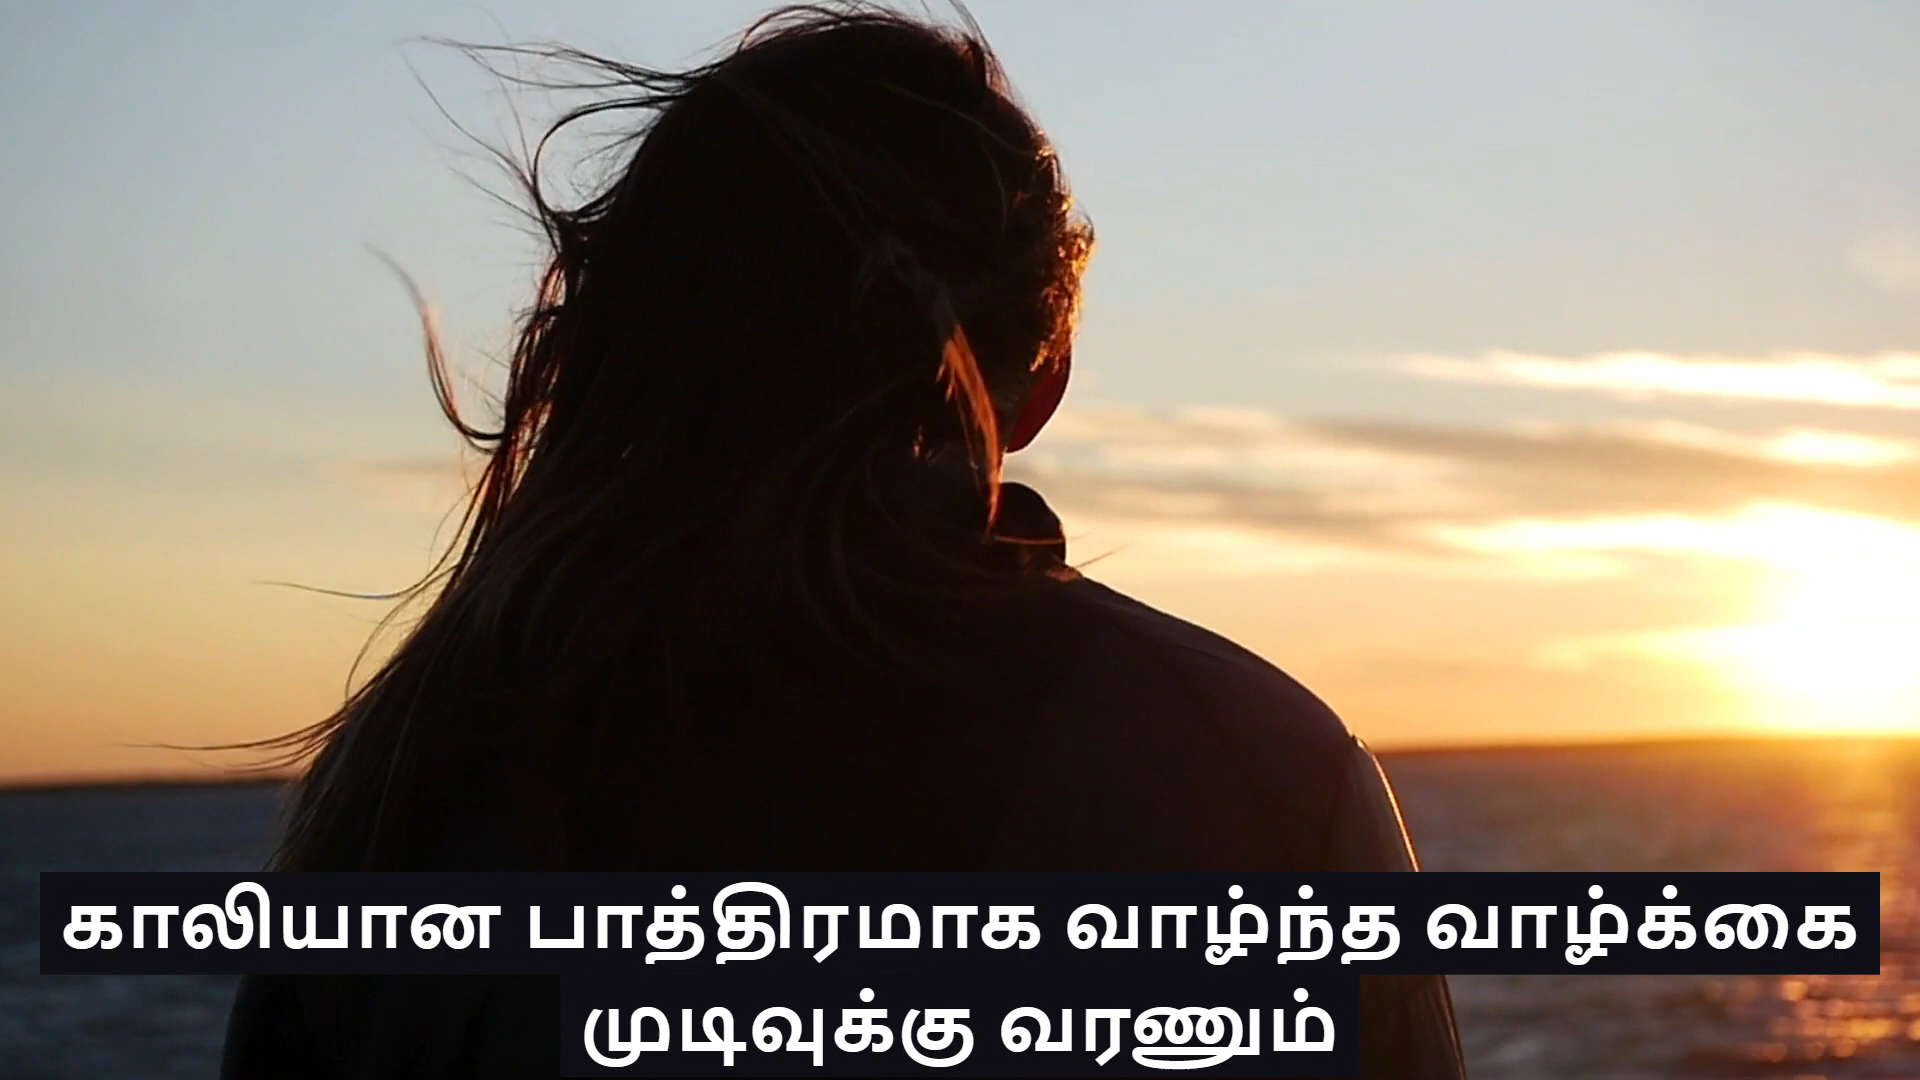 காலியான பாத்திரமாக வாழ்ந்த வாழ்க்கை
முடிவுக்கு வரணும்